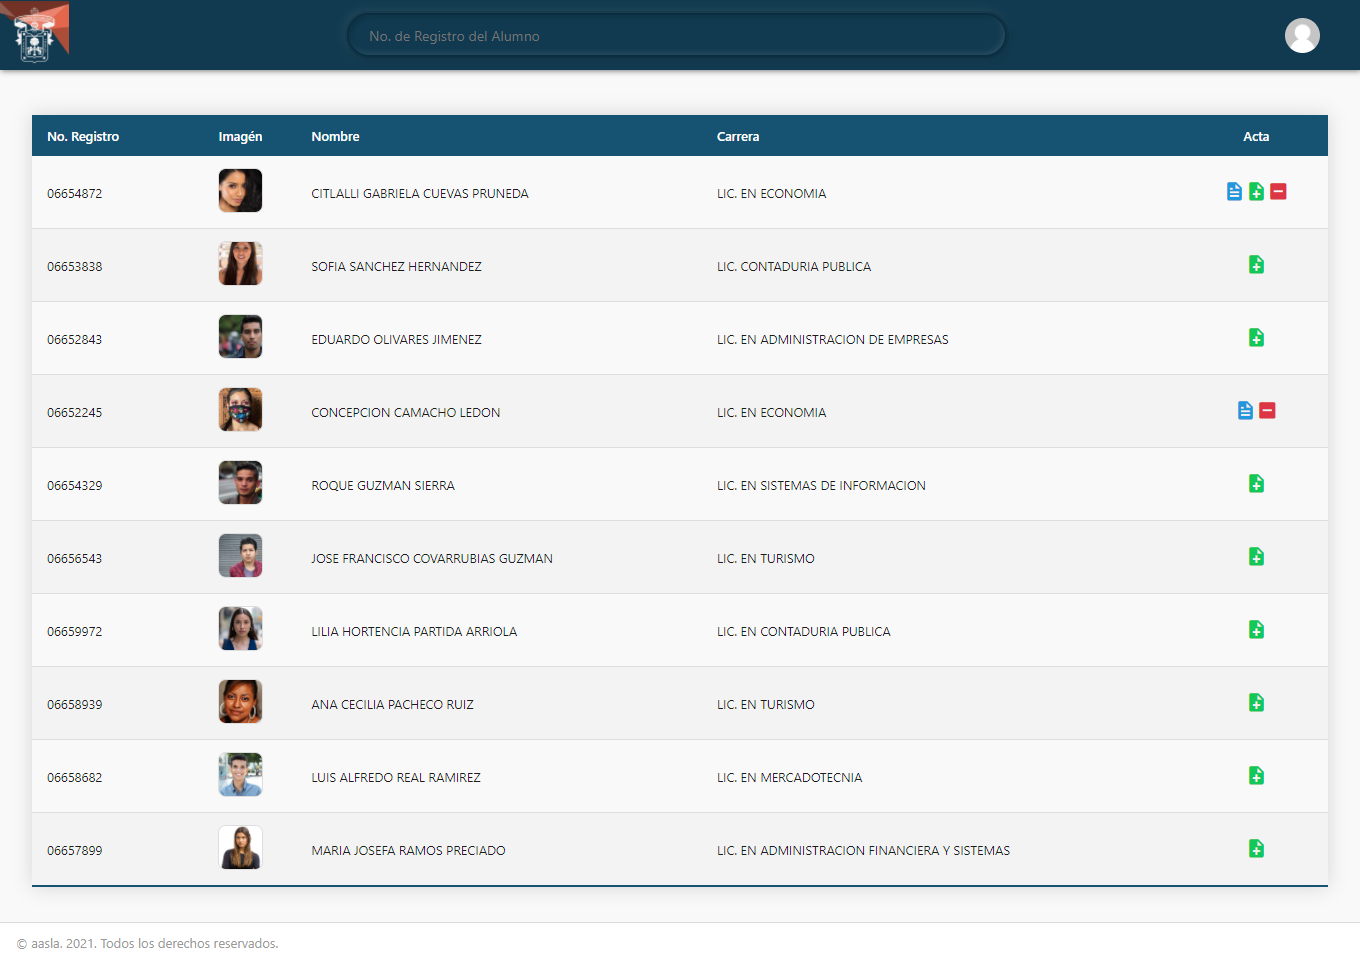 No. de Registro del Alumno
No. Registro Imagén Nombre Carrera Acta
06654872 CITLALLI GABRIELA CUEVAS PRUNEDA LIC. EN ECONOMIA
06653838 SOFIA SANCHEZ HERNANDEZ LIC. CONTADURIA PUBLICA
06652843 EDUARDO OLIVARES JIMENEZ LIC. EN ADMINISTRACION DE EMPRESAS
06652245 CONCEPCION CAMACHO LEDON LIC. EN ECONOMIA
06654329 ROQUE GUZMAN SIERRA LIC. EN SISTEMAS DE INFORMACION
06656543 JOSE FRANCISCO COVARRUBIAS GUZMAN LIC. EN TURISMO
06659972 LILIA HORTENCIA PARTIDA ARRIOLA LIC. EN CONTADURIA PUBLICA
06658939 ANA CECILIA PACHECO RUIZ LIC. EN TURISMO
06658682 LUIS ALFREDO REAL RAMIREZ LIC. EN MERCADOTECNIA
06657899 MARIA JOSEFA RAMOS PRECIADO LIC. EN ADMINISTRACION FINANCIERA Y SISTEMAS
© aasla. 2021. Todos los derechos reservados.